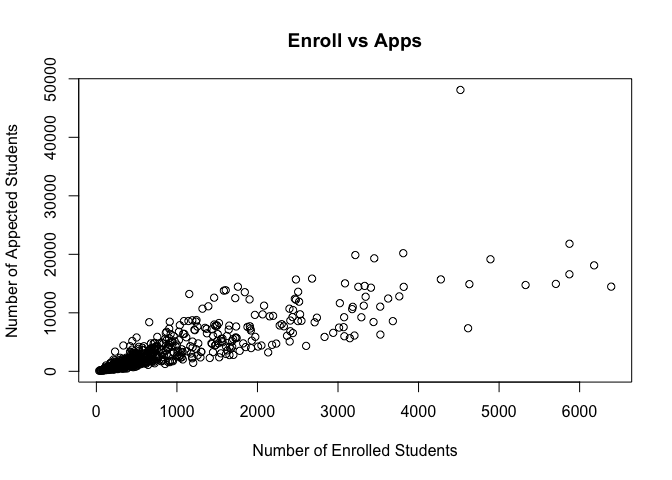 Enroll vs Apps
Number of Appected Students
50000
40000
30000
20000
10000
0
0 1000 2000 3000 4000 5000 6000
Number of Enrolled Students